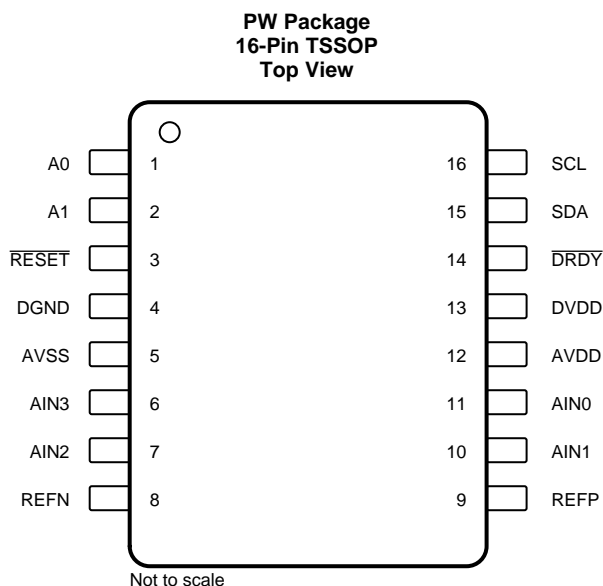 PW Package
16-Pin TSSOP
Top View
A0 1 16 SCL
A1 2 15 SDA
RESET 3 14 DRDY
DGND 4 13 DVDD
AVSS 5 12 AVDD
AIN3 6 11 AIN0
AIN2 7 10 AIN1
REFN 8 9 REFP
Not to scale